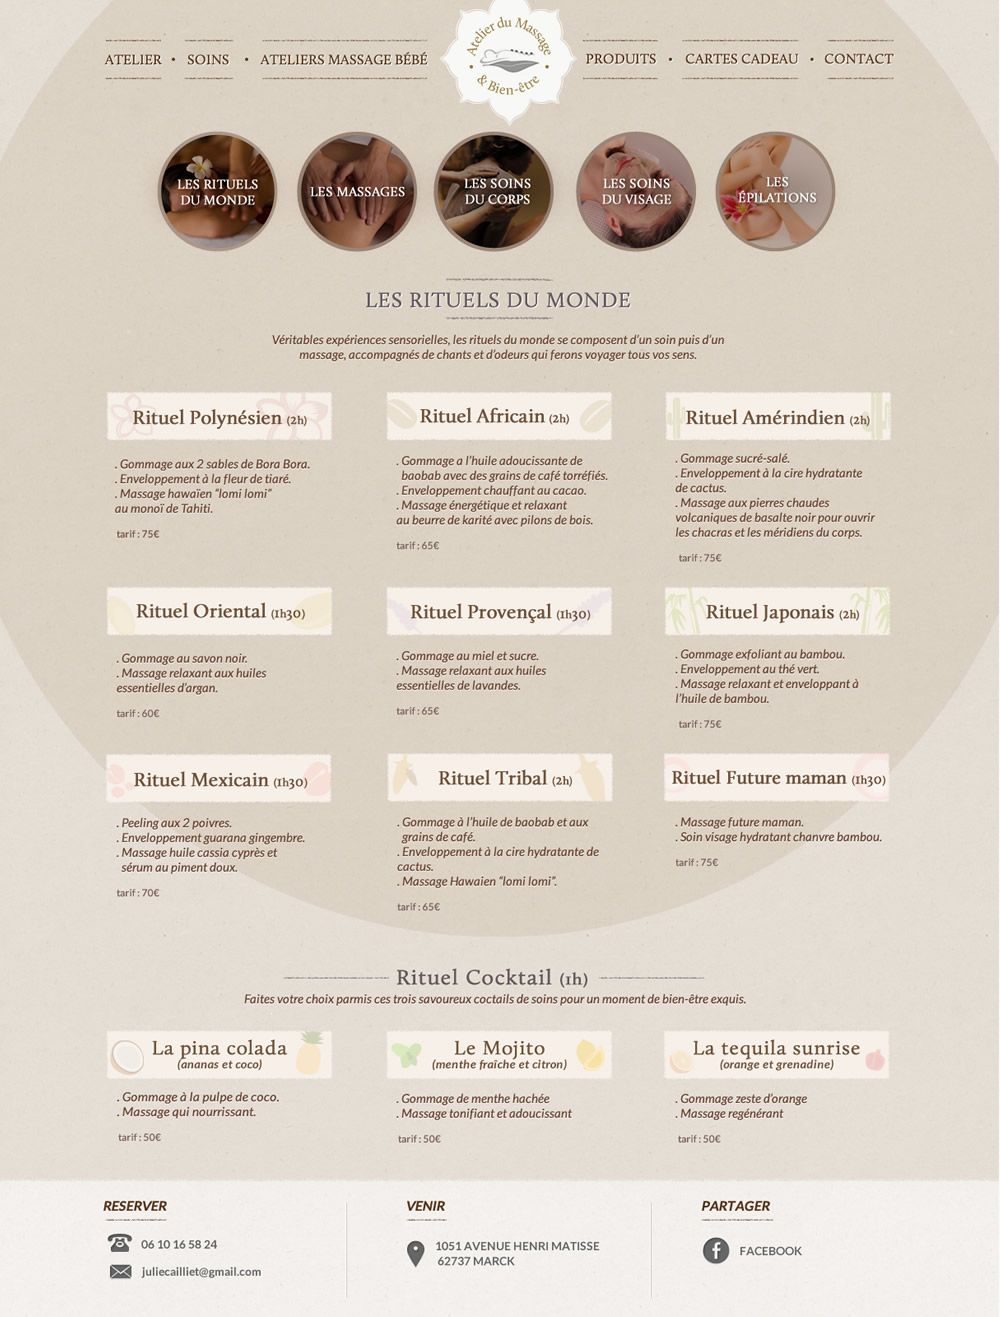 ATELIER • SOINS • ATELIERS MASSAGE BÉBÉ
Atelier du Massage
& Bien-être
PRODUITS • CARTES CADEAU • CONTACT
LES RITUELS
DU MONDE
LES MASSAGES
LES SOINS
DU CORPS
LES SOINS
DU VISAGE
LES
ÉPILATIONS
LES RITUELS DU MONDE
Véritables expériences sensorielles, les rituels du monde se composent d'un soin puis d'un
massage, accompagnés de chants et d'odeurs qui ferons voyager tous vos sens.
Rituel Polynésien (2h)
. Gommage aux 2 sables de Bora Bora.
. Enveloppement à la fleur de tiaré.
. Massage hawaïen "lomi lomi"
au monoï de Tahiti.
tarif : 75€
Rituel Africain (2h)
. Gommage a l'huile adoucissante de
baobab avec des grains de café torréfiés.
. Enveloppement chauffant au cacao.
. Massage énergétique et relaxant
au beurre de karité avec pilons de bois.
tarif : 65€
Rituel Amérindien (2h)
. Gommage sucré-salé.
. Enveloppement à la cire hydratante
de cactus.
. Massage aux pierres chaudes
volcaniques de basalte noir pour ouvrir
les chacras et les méridiens du corps.
tarif : 75€
Rituel Oriental (1h30)
. Gommage au savon noir.
. Massage relaxant aux huiles
essentielles d'argan.
tarif : 60€
Rituel Provençal (1h30)
. Gommage au miel et sucre.
. Massage relaxant aux huiles
essentielles de lavandes.
tarif : 65€
Rituel Japonais (2h)
. Gommage exfoliant au bambou.
. Enveloppement au thé vert.
. Massage relaxant et enveloppant à
l'huile de bambou.
tarif : 75€
Rituel Mexicain (1h30)
. Peeling aux 2 poivres.
. Enveloppement guarana gingembre.
. Massage huile cassia cyprès et
sérum au piment doux.
tarif : 70€
Rituel Tribal (2h)
. Gommage à l'huile de baobab et aux
grains de café.
. Enveloppement à la cire hydratante de
cactus.
. Massage Hawaien "lomi lomi".
tarif : 65€
Rituel Future maman (1h30)
. Massage future maman.
. Soin visage hydratant chanvre bambou.
tarif : 75€
Rituel Cocktail (1h)
Faites votre choix parmis ces trois savoureux coctails de soins pour un moment de bien-être exquis.
La pina colada
(ananas et coco)
. Gommage à la pulpe de coco.
. Massage qui nourrissant.
tarif : 50€
Le Mojito
(menthe fraîche et citron)
. Gommage de menthe hachée
. Massage tonifiant et adoucissant
tarif : 50€
La tequila sunrise
(orange et grenadine)
. Gommage zeste d'orange
. Massage regénérant
tarif : 50€
RESERVER
06 10 16 58 24
juliecailliet@gmail.com
VENIR
1051 AVENUE HENRI MATISSE
62737 MARCK
PARTAGER
FACEBOOK